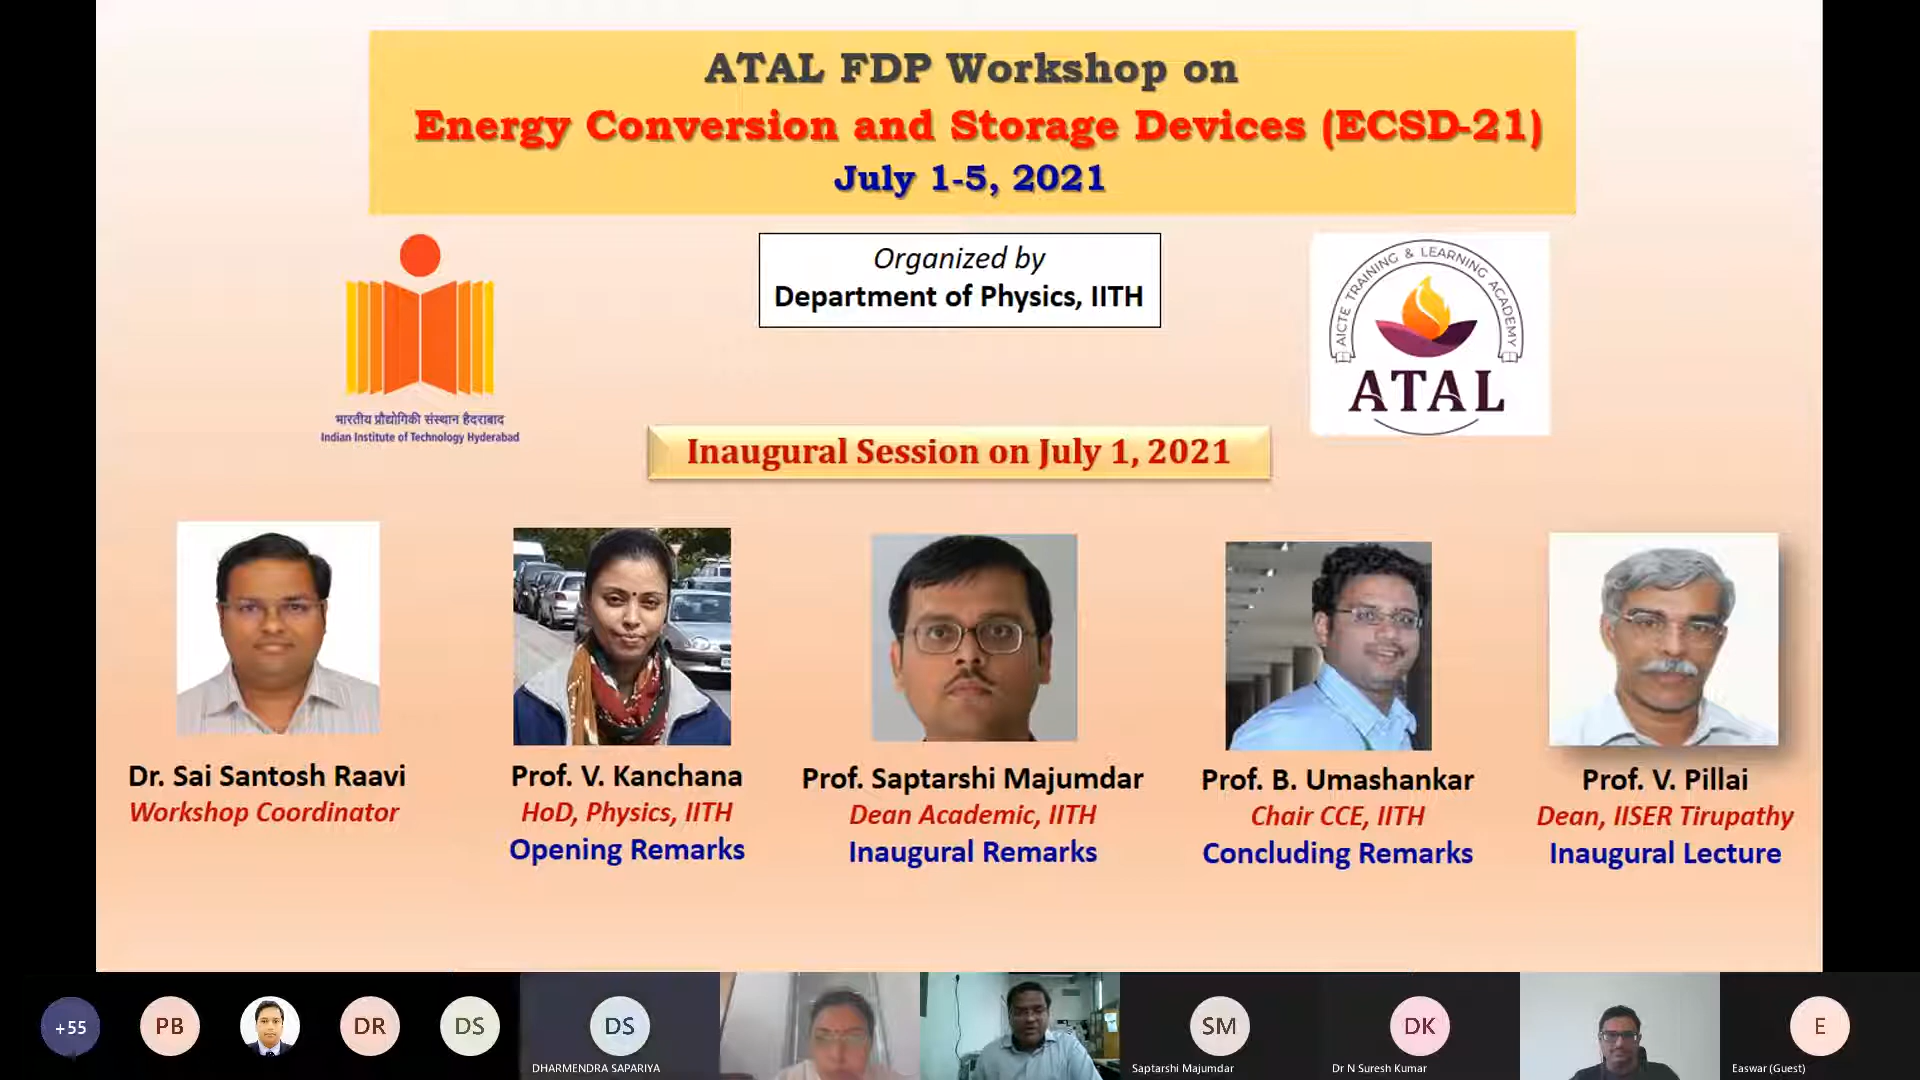 ATAL FDP Workshop on
Energy Conversion and Storage Devices (ECSD-21)
July 1-5, 2021
Organized by
Department of Physics, IITH
भारतीय प्रौद्योगिकी संस्थान हैदराबाद
Indian Institute of Technology Hyderabad
AICTE TRAINING & LEARNING ACADEMY
ATAL
Inaugural Session on July 1, 2021
Dr. Sai Santosh Raavi
Workshop Coordinator
Prof. V. Kanchana
HoD, Physics, IITH
Opening Remarks
Prof. Saptarshi Majumdar
Dean Academic, IITH
Inaugural Remarks
Prof. B. Umashankar
Chair CCE, IITH
Concluding Remarks
Prof. V. Pillai
Dean, IISER Tirupathy
Inaugural Lecture
+55
PB
DR
DS
DS
DHARMENDRA SAPARIYA
SM
Saptarshi Majumdar
DK
Dr N Suresh Kumar
E
Easwar (Guest)